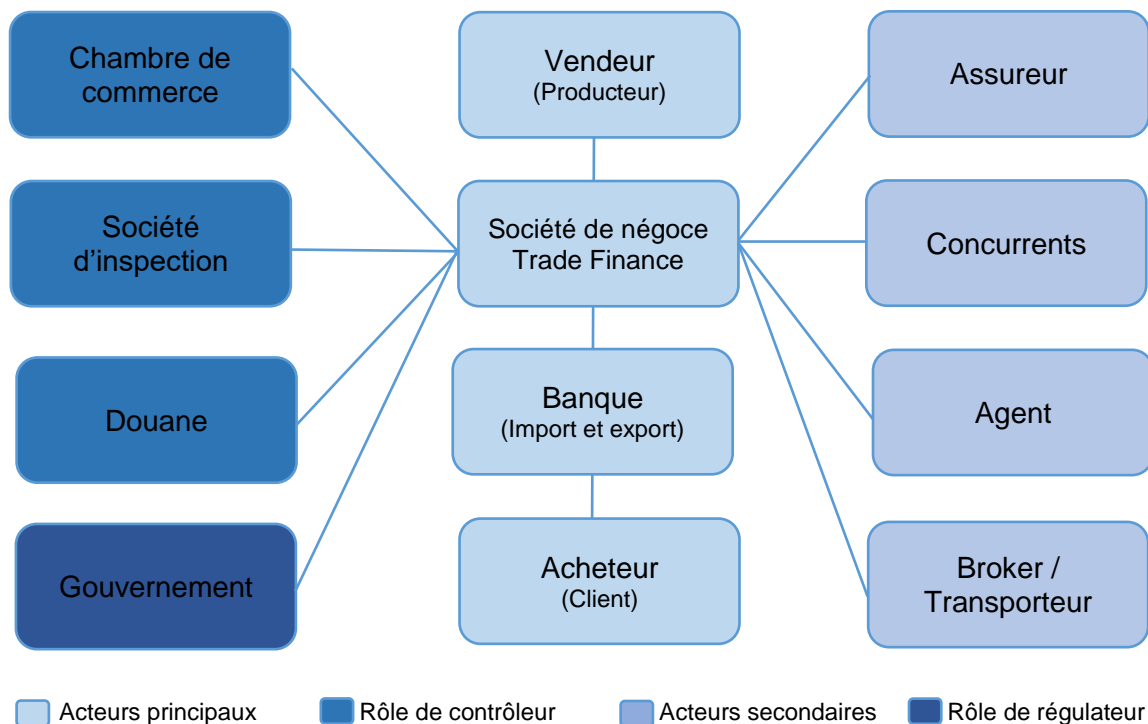 Chambre de
commerce
Vendeur
(Producteur)
Assureur
Société
d’inspection
Société de négoce
Trade Finance
Concurrents
Douane
Banque
(Import et export)
Agent
Gouvernement
Acheteur
(Client)
Broker /
Transporteur
Acteurs principaux
Rôle de contrôleur
Acteurs secondaires
Rôle de régulateur